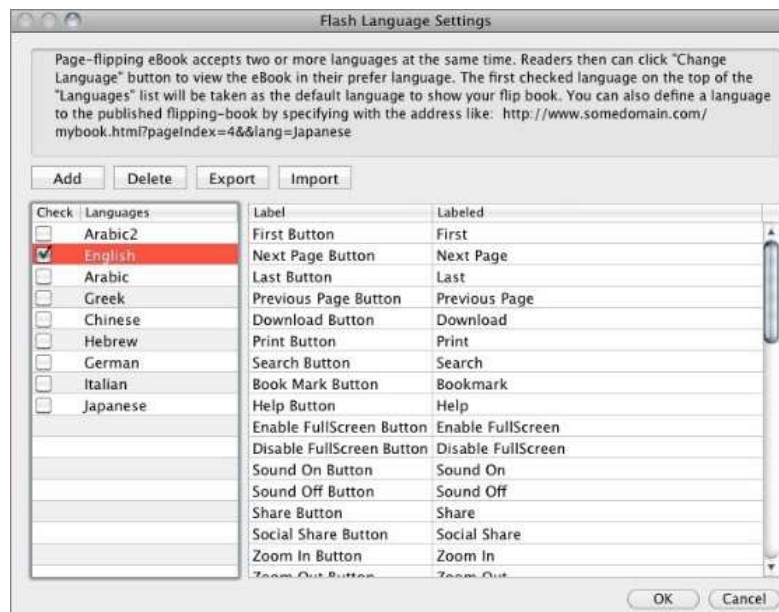 Flash Language Settings
Page-flipping eBook accepts two or more languages at the same time. Readers then can click "Change
Language" button to view the eBook in their prefer language. The first checked language on the top of the
"Languages" list will be taken as the default language to show your flip book. You can also define a language
to the published flipping-book by specifying with the address like: http://www.somedomain.com/
mybook.html?pageIndex=4&&lang=Japanese
Add Delete Export Import
Check Languages Label Labeled
Arabic2 First Button First
English Next Page Button Next Page
Arabic Last Button Last
Greek Previous Page Button Previous Page
Chinese Download Button Download
Hebrew Print Button Print
German Search Button Search
Italian Book Mark Button Bookmark
Japanese Help Button Help
Enable FullScreen Button Enable FullScreen
Disable FullScreen Button Disable FullScreen
Sound On Button Sound On
Sound Off Button Sound Off
Share Button Share
Social Share Button Social Share
Zoom In Button Zoom In
Zoom Out Button Zoom Out
OK Cancel